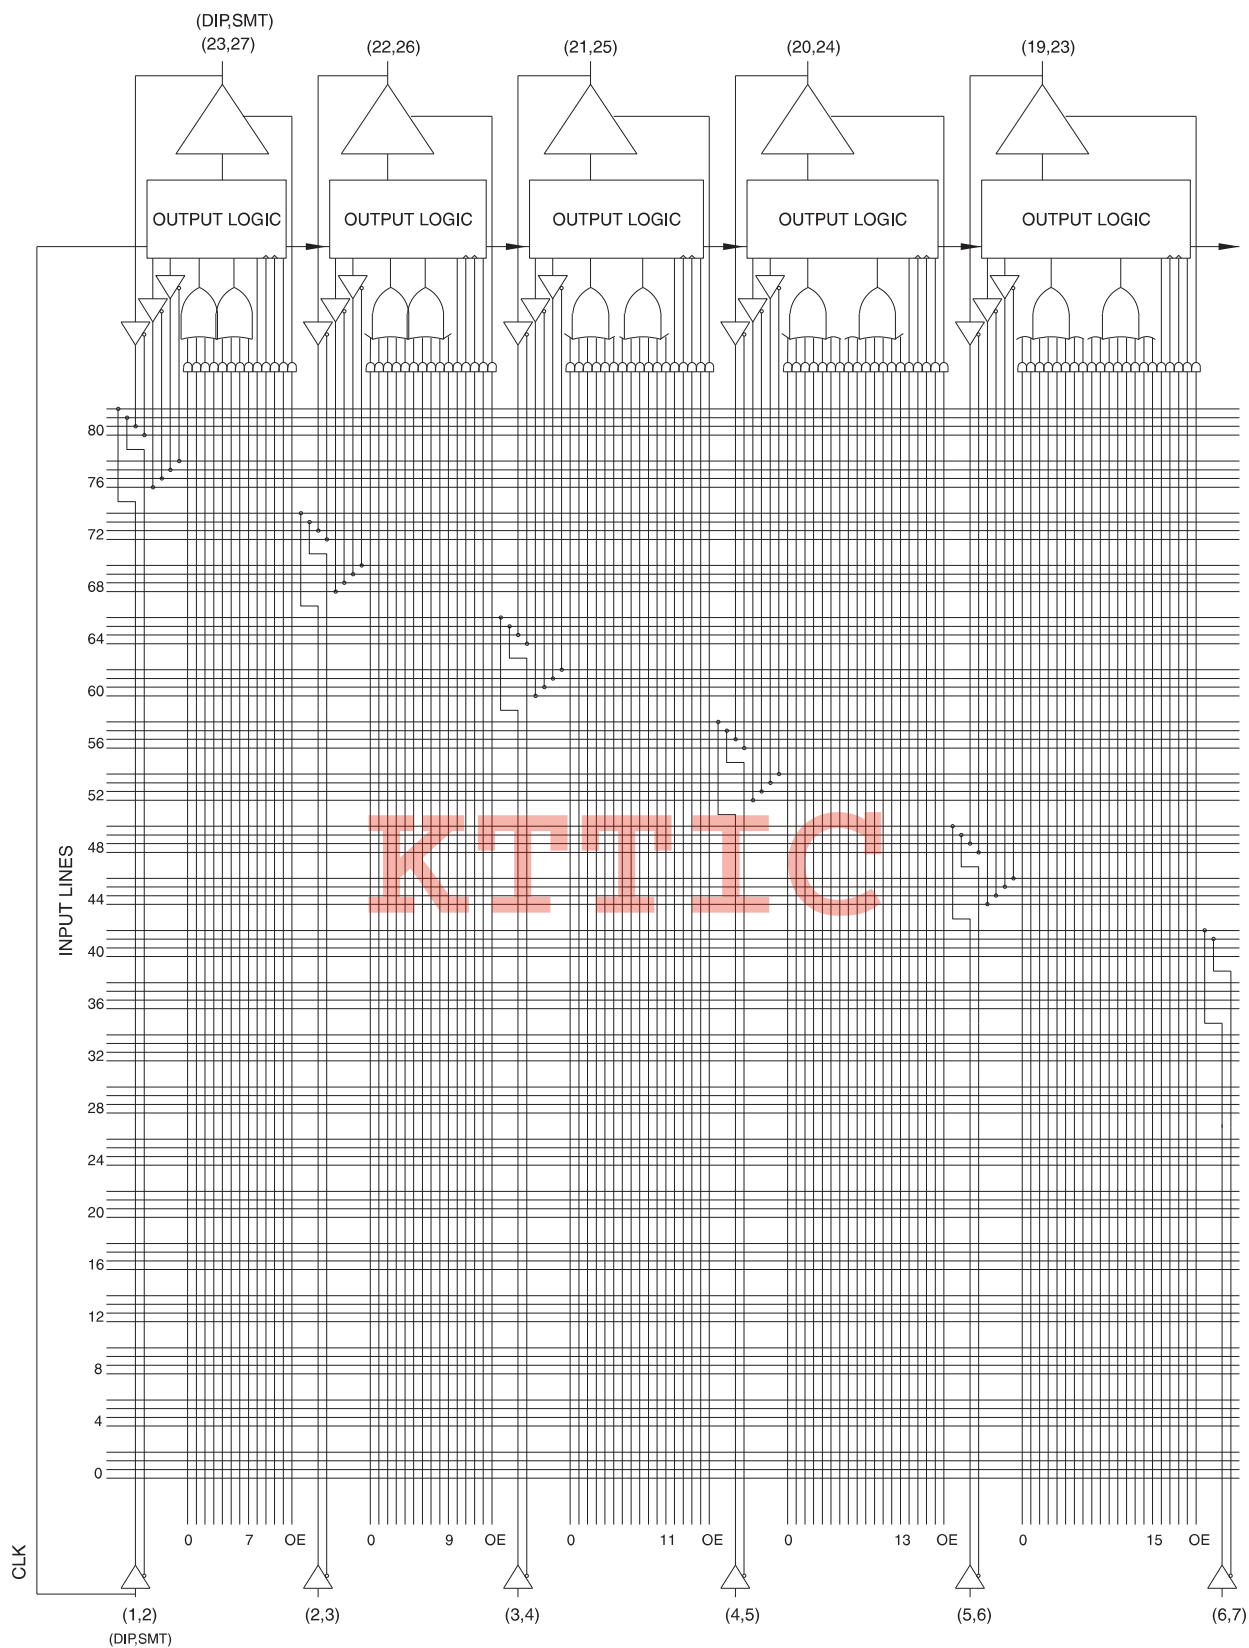 (DIP,SMT)
(23,27) (22,26) (21,25) (20,24) (19,23)
OUTPUT LOGIC OUTPUT LOGIC OUTPUT LOGIC OUTPUT LOGIC OUTPUT LOGIC
80
76
72
68
64
60
56
52
48
44
40
36
32
28
24
20
16
12
8
4
0
INPUT LINES
KTTIC
CLK
0 7 OE 0 9 OE 0 11 OE 0 13 OE 0 15 OE
(1,2) (2,3) (3,4) (4,5) (5,6) (6,7)
(DIP,SMT)